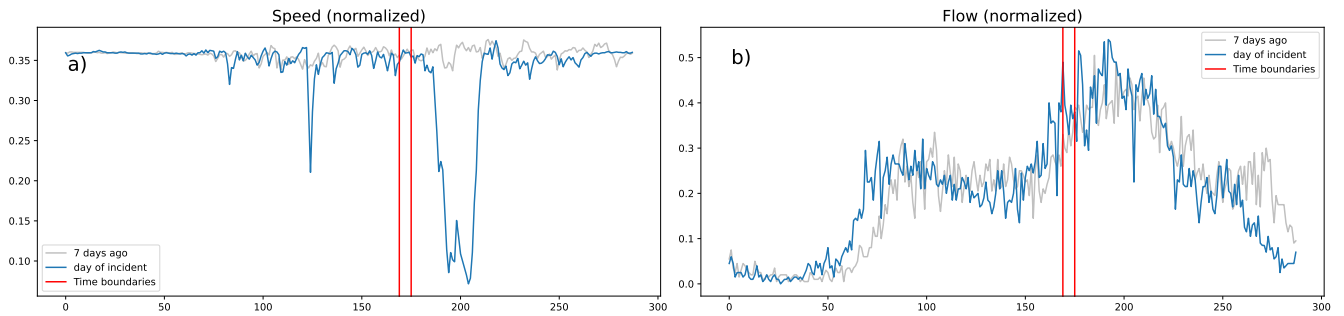 Speed (normalized)
a)
0.35
0.30
0.25
0.20
0.15
0.10
7 days ago
day of incident
Time boundaries
0
50
100
150
200
250
300
Flow (normalized)
b)
7 days ago
day of incident
Time boundaries
0.5
0.4
0.3
0.2
0.1
0.0
0
50
100
150
200
250
300